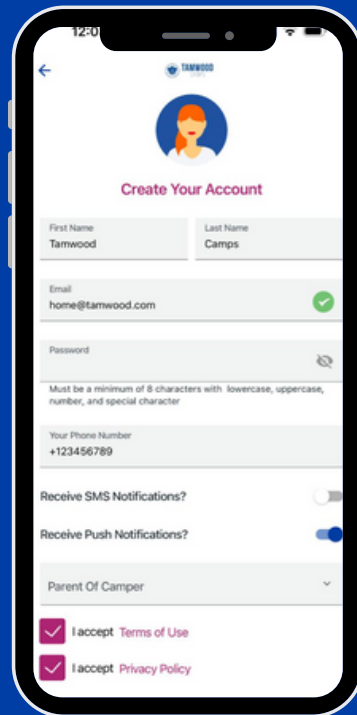 TAMWOOD
Create Your Account
First Name
Last Name
Tamwood
Camps
Email
home@tamwood.com
Password
Must be a minimum of 8 characters with lowercase, uppercase,
number, and special character
Your Phone Number
+123456789
Receive SMS Notifications?
Receive Push Notifications?
Parent Of Camper
I accept Terms of Use
I accept Privacy Policy